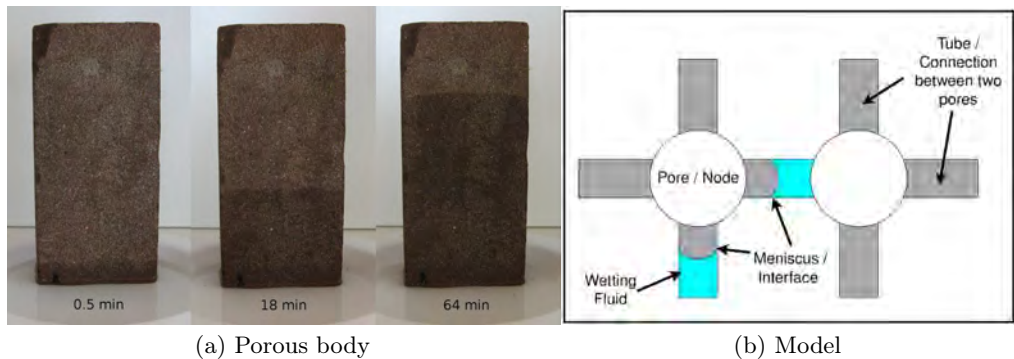 0.5 min
18 min
64 min
Tube /
Connection
between two
pores
Pore / Node
Meniscus /
Interface
Wetting
Fluid
(a) Porous body
(b) Model